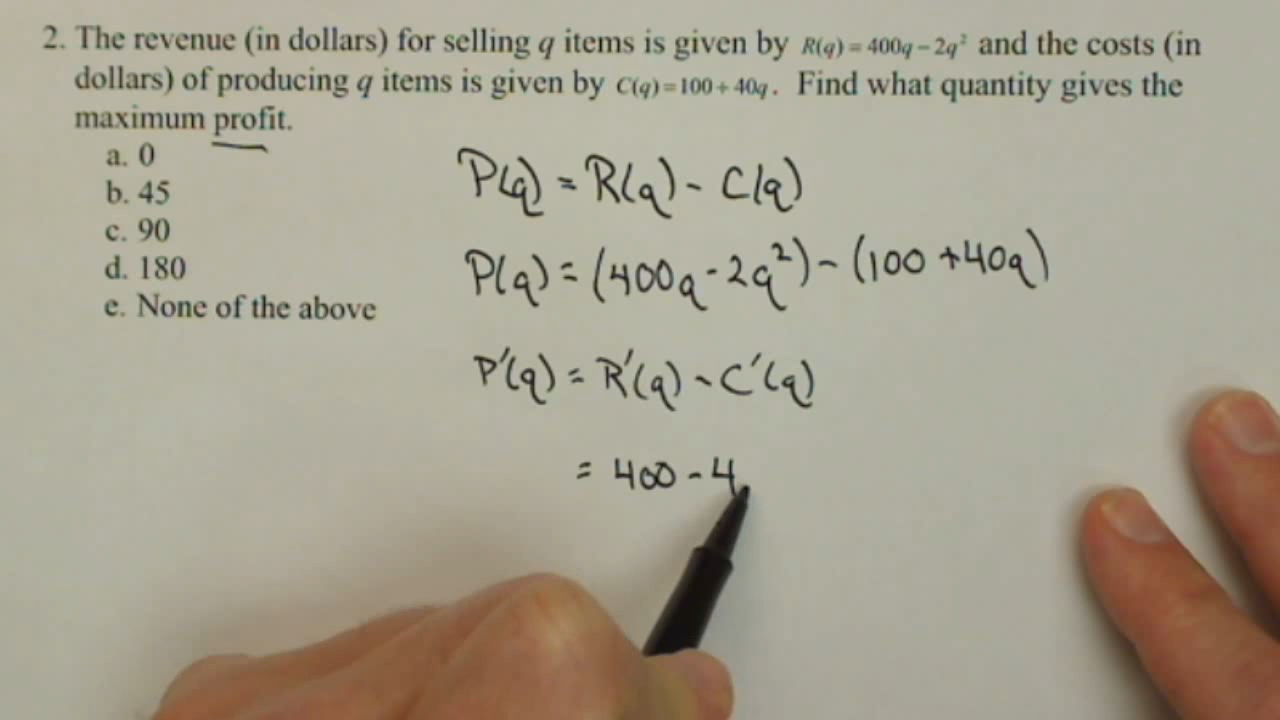 2. The revenue (in dollars) for selling q items is given by R(q) = 400q − 2q² and the costs (in
dollars) of producing q items is given by C(q) = 100 + 40q. Find what quantity gives the
maximum profit.
a. 0
b. 45
c. 90
d. 180
e. None of the above
P(q) = R(q) - C(q)
P(q) = (400q - 2q²) - (100 + 40q)
P'(q) = R'(q) - C'(q)
= 400 - 4